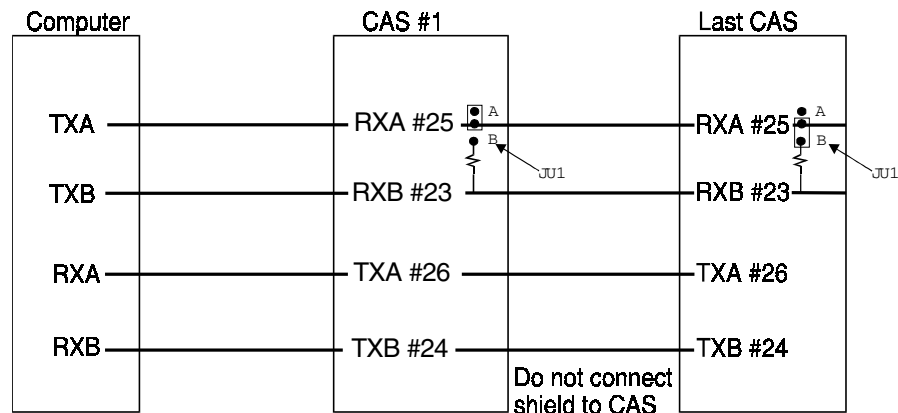 Computer CAS #1 Last CAS
TXA RXA #25 A RXA #25 A
B B
JU1 JU1
TXB RXB #23 RXB #23
RXA TXA #26 TXA #26
RXB TXB #24 TXB #24
Do not connect
shield to CAS